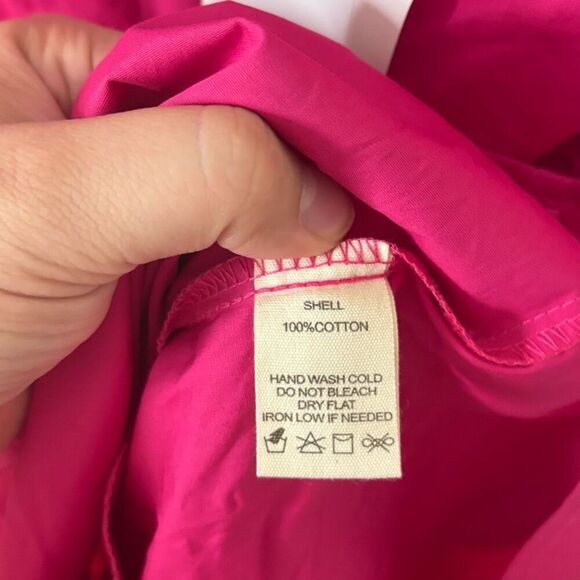 SHELL
100%COTTON
HAND WASH COLD
DO NOT BLEACH
DRY FLAT
IRON LOW IF NEEDED